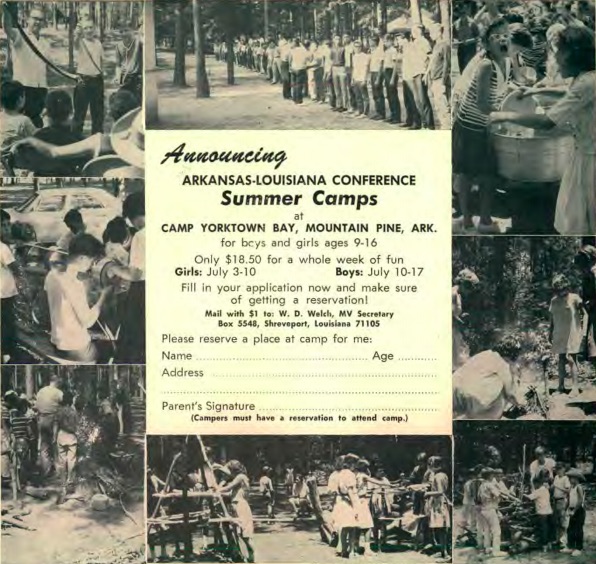 Announcing
ARKANSAS-LOUISIANA CONFERENCE
Summer Camps
at
CAMP YORKTOWN BAY, MOUNTAIN PINE, ARK.
for boys and girls ages 9-16
Only $18.50 for a whole week of fun
Girls: July 3-10 Boys: July 10-17
Fill in your application now and make sure
of getting a reservation!
Mail with $1 to: W. D. Welch, MV Secretary
Box 5548, Shreveport, Louisiana 71105
Please reserve a place at camp for me:
Name ........................................ Age ...........
Address ........................................
........................................
Parent's Signature ........................................
(Campers must have a reservation to attend camp.)